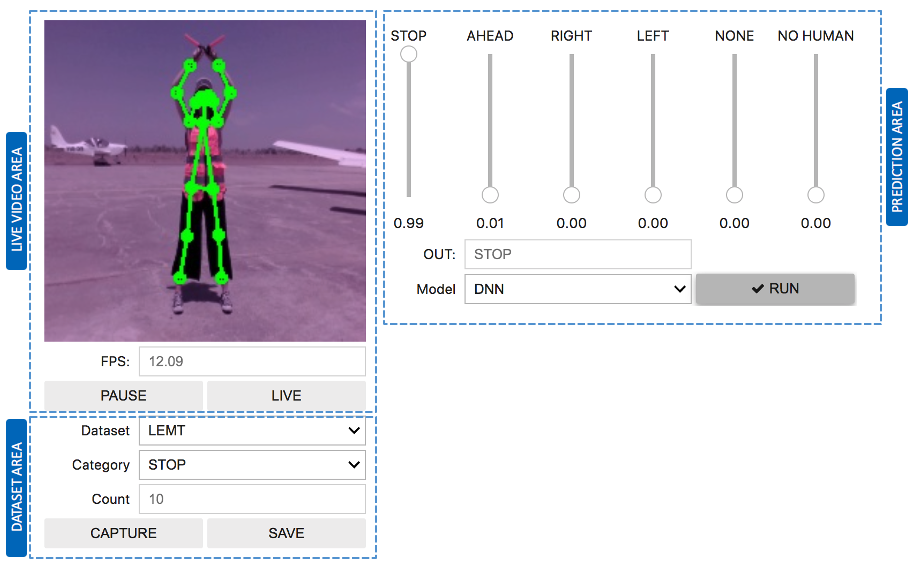 LIVE VIDEO AREA
FPS: 12.09
PAUSE LIVE
DATASET AREA
Dataset LEMT
Category STOP
Count 10
CAPTURE SAVE
STOP AHEAD RIGHT LEFT NONE NO HUMAN
0.99 0.01 0.00 0.00 0.00 0.00
OUT: STOP
Model DNN ✔ RUN
PREDICTION AREA